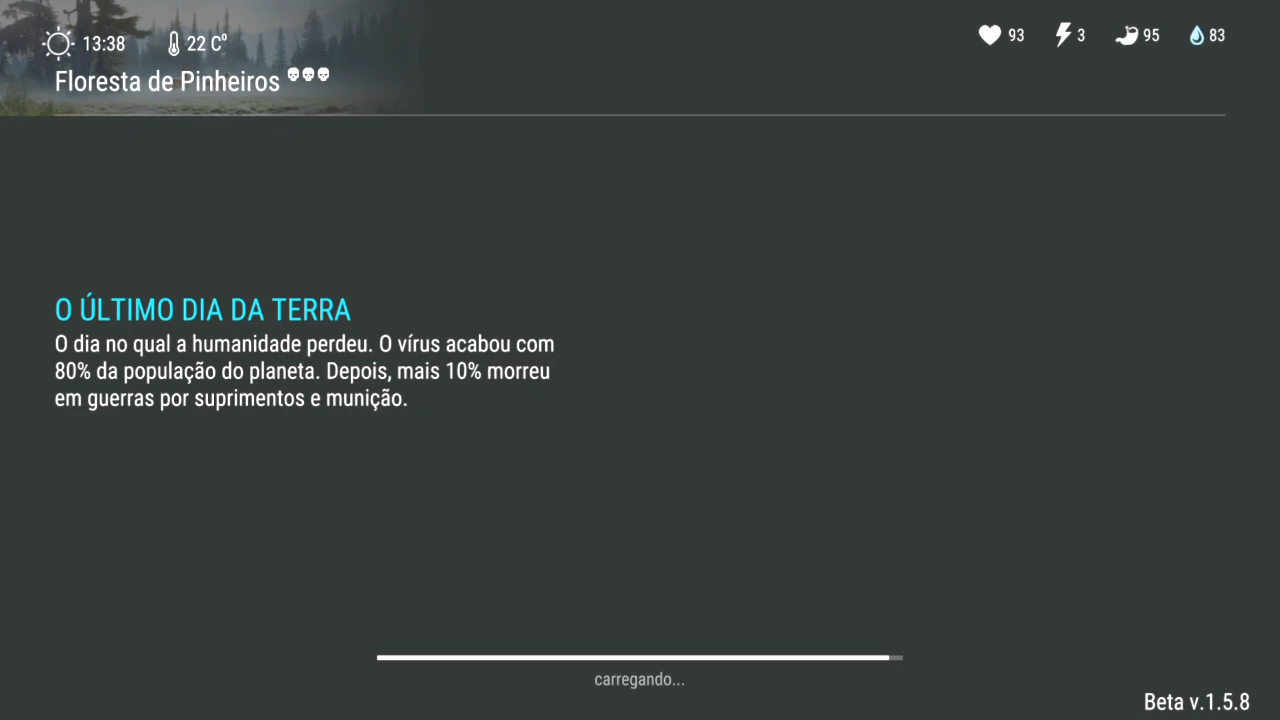 13:38 22 Cº
93 3 95 83
Floresta de Pinheiros
O ÚLTIMO DIA DA TERRA
O dia no qual a humanidade perdeu. O vírus acabou com
80% da população do planeta. Depois, mais 10% morreu
em guerras por suprimentos e munição.
carregando...
Beta v.1.5.8